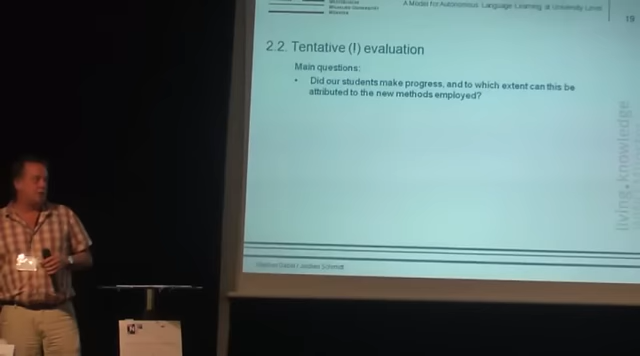 A Model for Autonomous Language Learning at University Level
19
2.2. Tentative (!) evaluation
Main questions:
• Did our students make progress, and to which extent can this be
attributed to the new methods employed?
living.knowledge
Schmidt